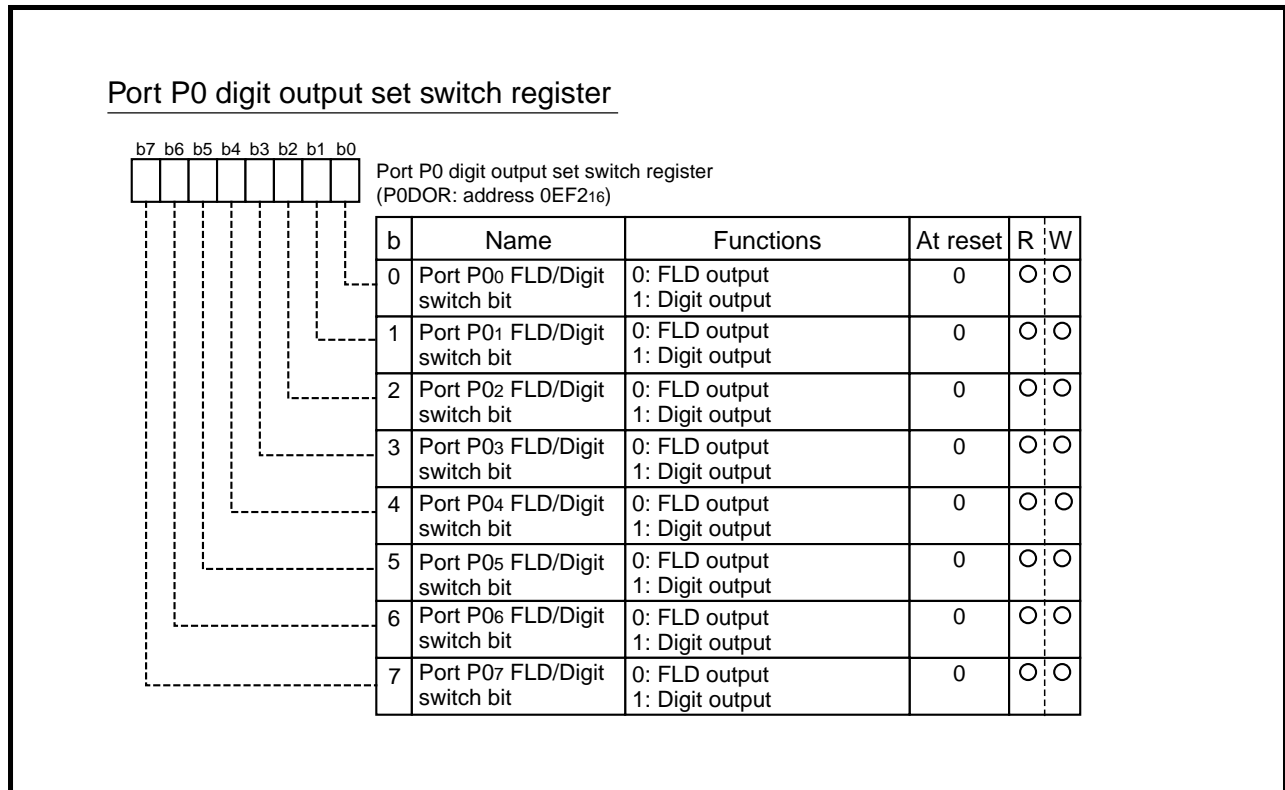 Port P0 digit output set switch register
b7 b6 b5 b4 b3 b2 b1 b0
Port P0 digit output set switch register
(P0DOR: address 0EF216)
b Name Functions At reset R W
0 Port P00 FLD/Digit switch bit 0: FLD output 1: Digit output 0 O O
1 Port P01 FLD/Digit switch bit 0: FLD output 1: Digit output 0 O O
2 Port P02 FLD/Digit switch bit 0: FLD output 1: Digit output 0 O O
3 Port P03 FLD/Digit switch bit 0: FLD output 1: Digit output 0 O O
4 Port P04 FLD/Digit switch bit 0: FLD output 1: Digit output 0 O O
5 Port P05 FLD/Digit switch bit 0: FLD output 1: Digit output 0 O O
6 Port P06 FLD/Digit switch bit 0: FLD output 1: Digit output 0 O O
7 Port P07 FLD/Digit switch bit 0: FLD output 1: Digit output 0 O O